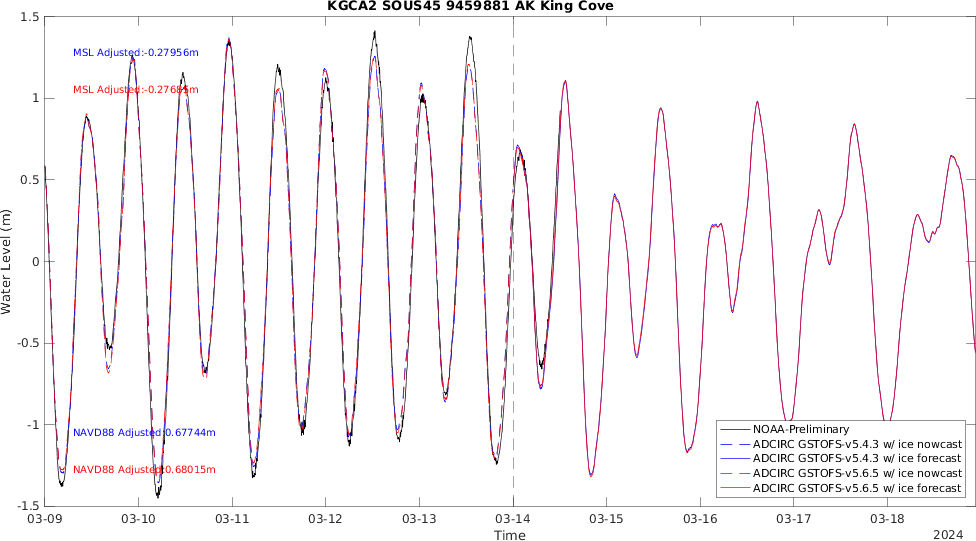 KGCA2 SOUS45 9459881 AK King Cove
Water Level (m)
1.5
1
0.5
0
-0.5
-1
-1.5
MSL Adjusted:-0.27956m
MSL Adjusted:-0.27685m
NAVD88 Adjusted:0.67744m
NAVD88 Adjusted:0.68015m
NOAA-Preliminary
ADCIRC GSTOFS-v5.4.3 w/ ice nowcast
ADCIRC GSTOFS-v5.4.3 w/ ice forecast
ADCIRC GSTOFS-v5.6.5 w/ ice nowcast
ADCIRC GSTOFS-v5.6.5 w/ ice forecast
03-09 03-10 03-11 03-12 03-13 03-14 03-15 03-16 03-17 03-18
Time
2024